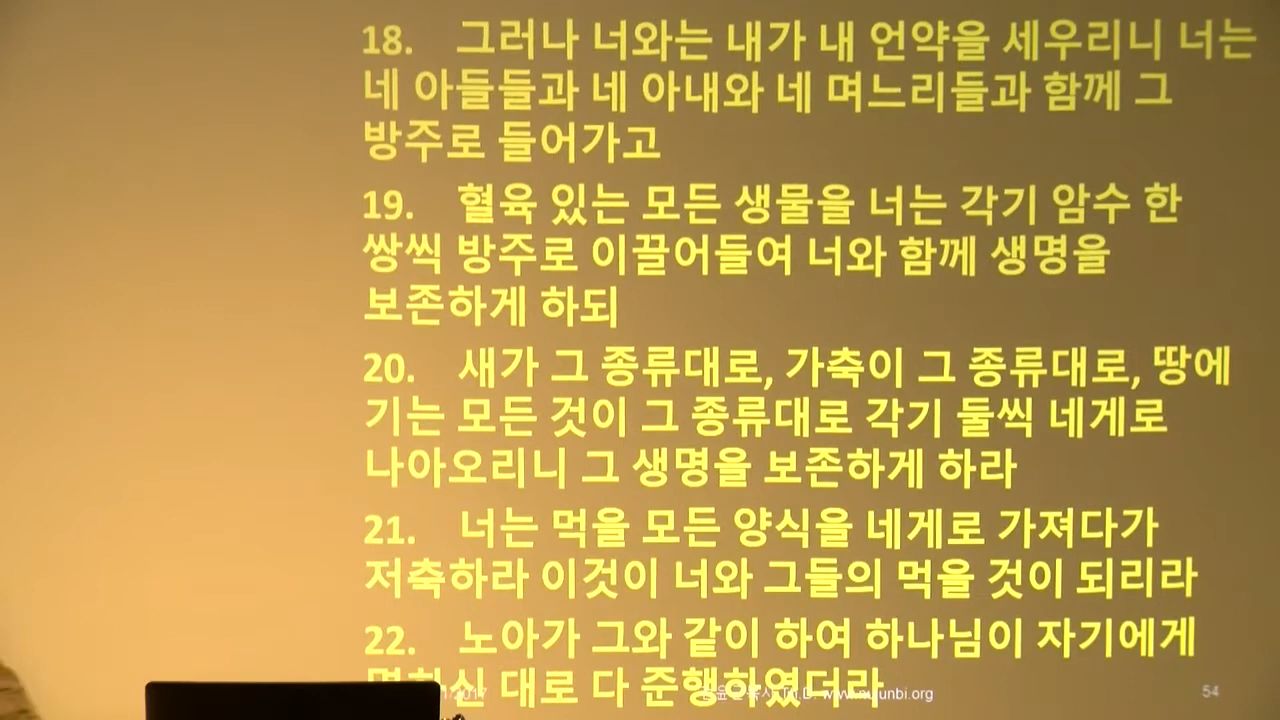 18. 그러나 너와는 내가 내 언약을 세우리니 너는
네 아들들과 네 아내와 네 며느리들과 함께 그
방주로 들어가고
19. 혈육 있는 모든 생물을 너는 각기 암수 한
쌍씩 방주로 이끌어들여 너와 함께 생명을
보존하게 하되
20. 새가 그 종류대로, 가축이 그 종류대로, 땅에
기는 모든 것이 그 종류대로 각기 둘씩 네게로
나아오리니 그 생명을 보존하게 하라
21. 너는 먹을 모든 양식을 네게로 가져다가
저축하라 이것이 너와 그들의 먹을 것이 되리라
22. 노아가 그와 같이 하여 하나님이 자기에게
대로 다 준행하였더라
Ph.D. www.nujunbi.org 54